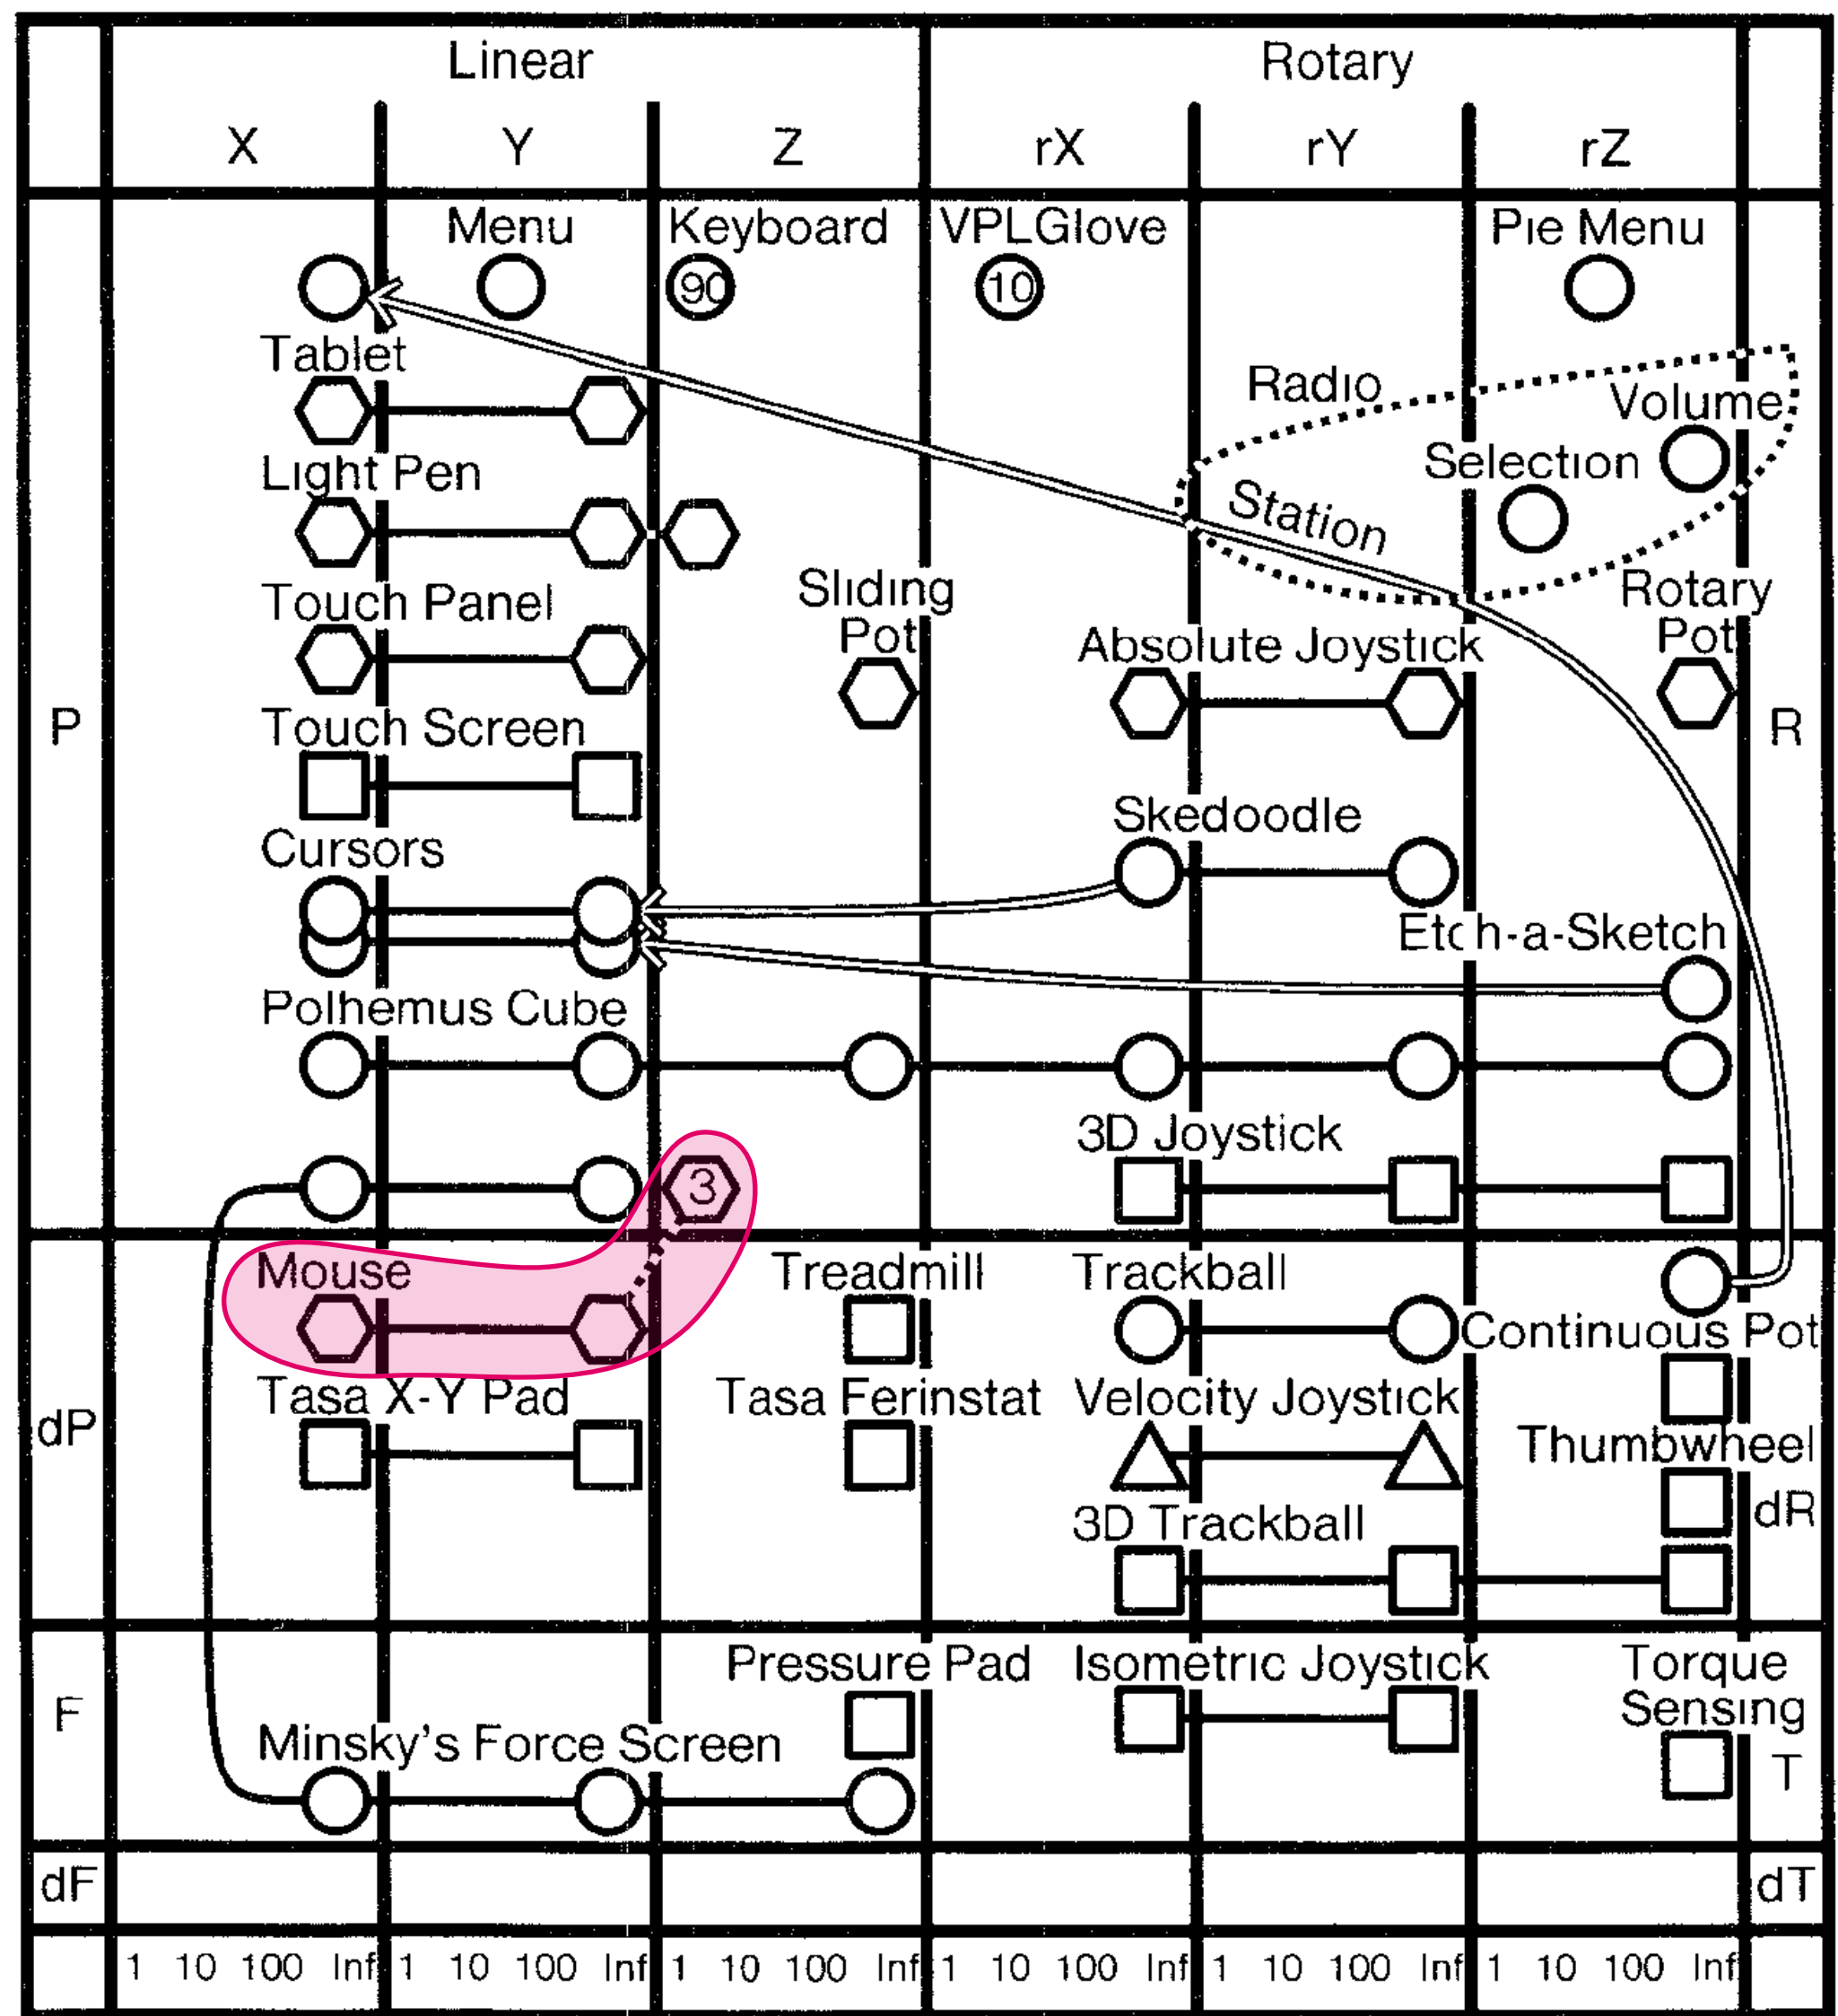 Linear Rotary
X Y Z rX rY rZ
Menu Keyboard VPLGlove Pie Menu
90 10
Tablet
Radio Volume
Light Pen Selection
Station
Touch Panel Sliding Pot Rotary Pot
Absolute Joystick
P Touch Screen R
Skedoodle
Cursors
Etch-a-Sketch
Polhemus Cube
3D Joystick
3
Mouse Treadmill Trackball
Continuous Pot
Tasa X-Y Pad Tasa Ferinstat Velocity Joystick
dP Thumbwheel
3D Trackball dR
Pressure Pad Isometric Joystick Torque Sensing
F
Minsky's Force Screen T
dF dT
1 10 100 Inf 1 10 100 Inf 1 10 100 Inf 1 10 100 Inf 1 10 100 Inf 1 10 100 Inf